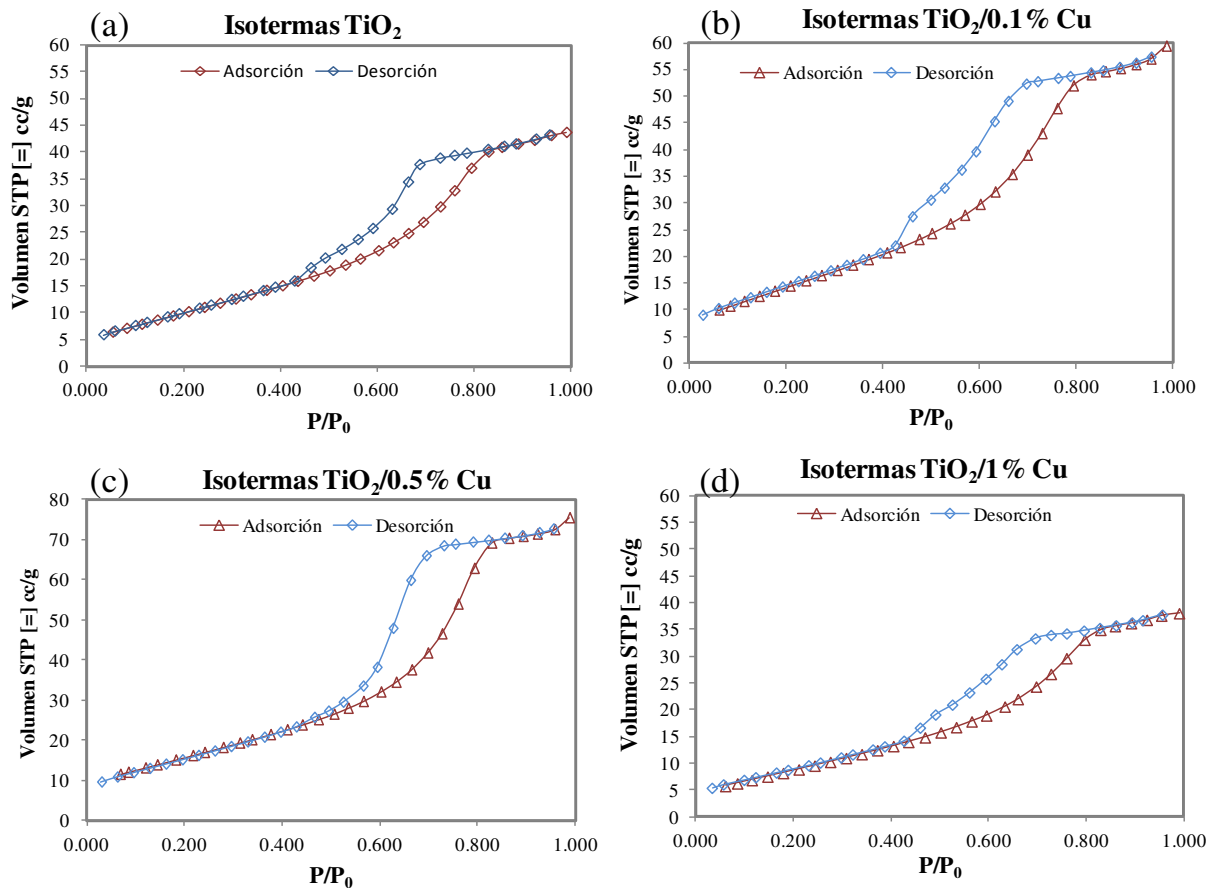 (a)
Isotermas TiO₂
Adsorción Desorción
Volumen STP [=] cc/g
60
55
50
45
40
35
30
25
20
15
10
5
0
0.000 0.200 0.400 0.600 0.800 1.000
P/P₀
(b)
Isotermas TiO₂/0.1% Cu
Adsorción Desorción
Volumen STP [=] cc/g
60
55
50
45
40
35
30
25
20
15
10
5
0
0.000 0.200 0.400 0.600 0.800 1.000
P/P₀
(c)
Isotermas TiO₂/0.5% Cu
Adsorción Desorción
Volumen STP [=] cc/g
80
70
60
50
40
30
20
10
0
0.000 0.200 0.400 0.600 0.800 1.000
P/P₀
(d)
Isotermas TiO₂/1% Cu
Adsorción Desorción
Volumen STP [=] cc/g
60
55
50
45
40
35
30
25
20
15
10
5
0
0.000 0.200 0.400 0.600 0.800 1.000
P/P₀